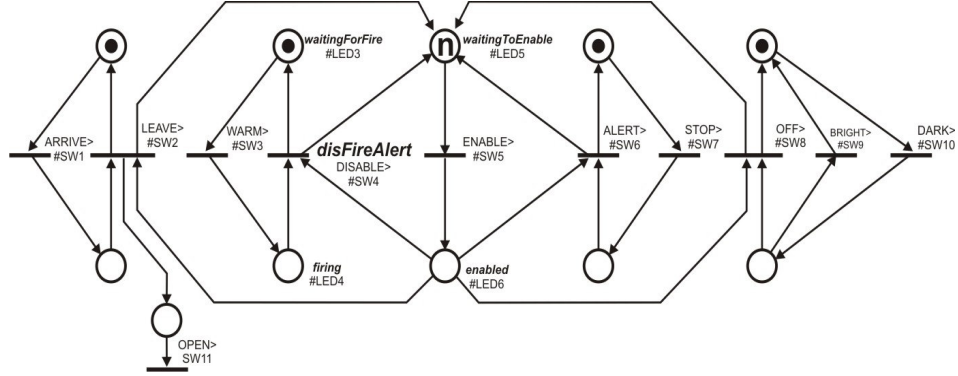 waitingForFire
#LED3
n
waitingToEnable
#LED5
ARRIVE>
#SW1
LEAVE>
#SW2
WARM>
#SW3
disFireAlert
DISABLE>
#SW4
ENABLE>
#SW5
ALERT>
#SW6
STOP>
#SW7
OFF>
#SW8
BRIGHT>
#SW9
DARK>
#SW10
firing
#LED4
enabled
#LED6
OPEN>
SW11